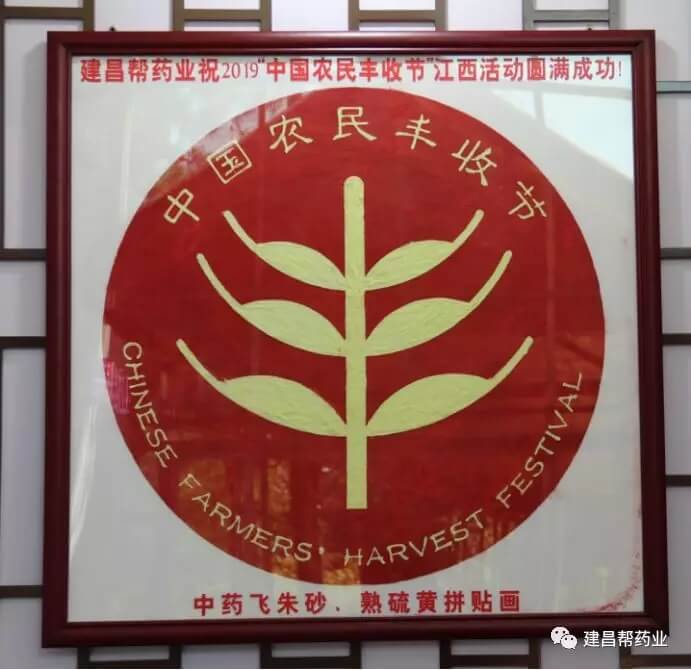 建昌帮药业祝2019"中国农民丰收节"江西活动圆满成功!
中国农民丰收节
CHINESE FARMERS' HARVEST FESTIVAL
中药飞朱砂、熟硫黄拼贴画
建昌帮药业